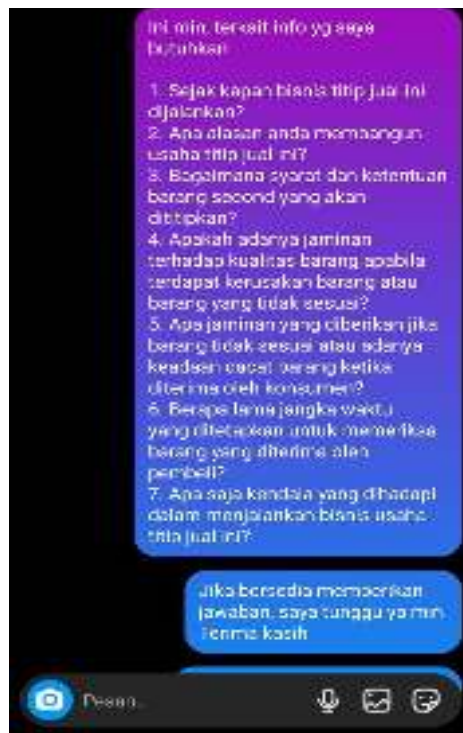 Ini min, terkait info yg saya
butuhkan
1. Sejak kapan bisnis titip jual ini
dijalankan?
2. Apa alasan anda membangun
usaha titip jual ini?
3. Bagaimana syarat dan ketentuan
barang second yang akan
dititipkan?
4. Apakah adanya jaminan
terhadap kualitas barang apabila
terdapat kerusakan barang atau
barang yang tidak sesuai?
5. Apa jaminan yang diberikan jika
barang tidak sesuai atau adanya
keadaan cacat barang ketika
diterima oleh konsumen?
6. Berapa lama jangka waktu
yang ditetapkan untuk memeriksa
barang yang diterima oleh
pembeli?
7. Apa saja kendala yang dihadapi
dalam menjalankan bisnis usaha
titip jual ini?
Jika bersedia memberikan
jawaban, saya tunggu ya min
Terima kasih
Pesan...